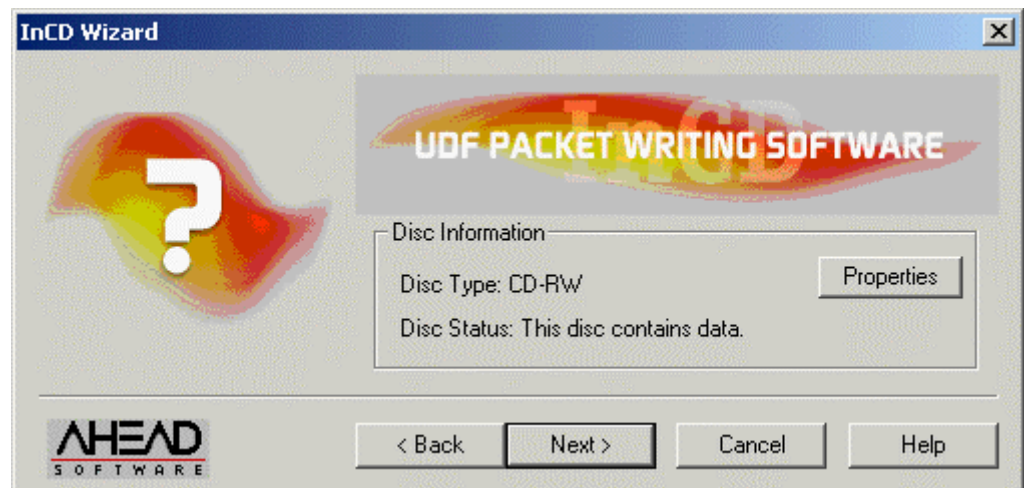 InCD Wizard
InCD
UDF PACKET WRITING SOFTWARE
?
Disc Information
Disc Type: CD-RW
Properties
Disc Status: This disc contains data.
AHEAD
SOFTWARE
< Back
Next >
Cancel
Help